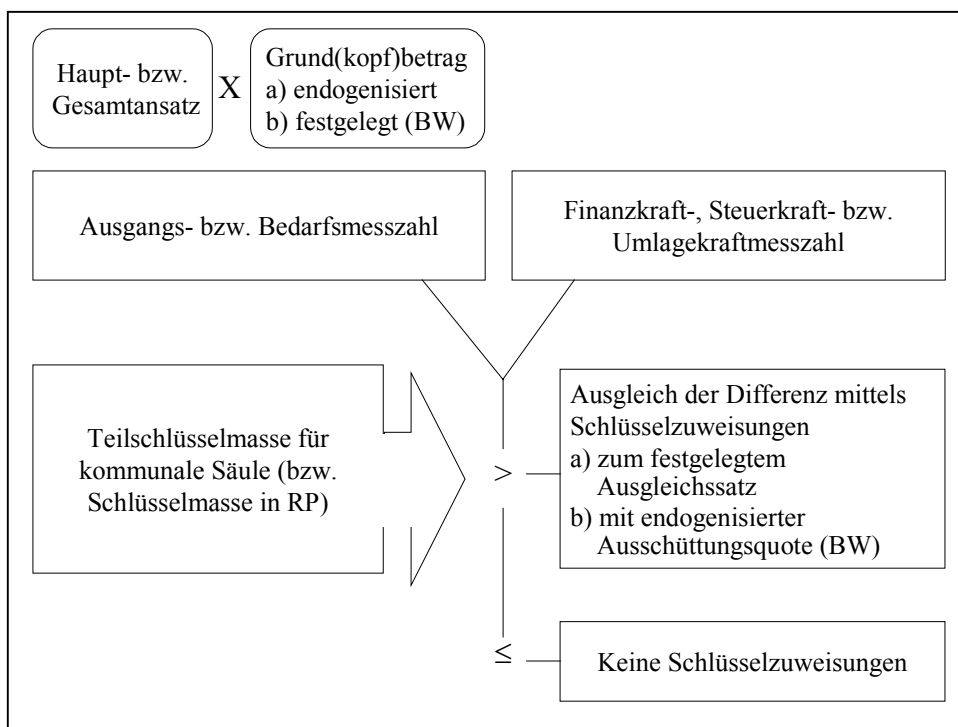 Haupt- bzw.
Gesamtansatz
X
Grund(kopf)betrag
a) endogenisiert
b) festgelegt (BW)
Ausgangs- bzw. Bedarfsmesszahl
Finanzkraft-, Steuerkraft- bzw.
Umlagekraftmesszahl
Teilschlüsselmasse für
kommunale Säule (bzw.
Schlüsselmasse in RP)
>
Ausgleich der Differenz mittels
Schlüsselzuweisungen
a) zum festgelegtem
Ausgleichssatz
b) mit endogenisierter
Ausschüttungsquote (BW)
≤
Keine Schlüsselzuweisungen